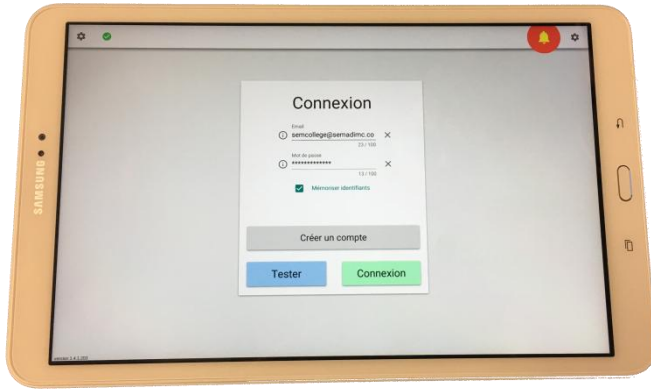 Connexion
Email
semcollege@semadimc.co
23 / 100
Mot de passe
*************
13 / 100
Mémoriser identifiants
Créer un compte
Tester
Connexion
SAMSUNG